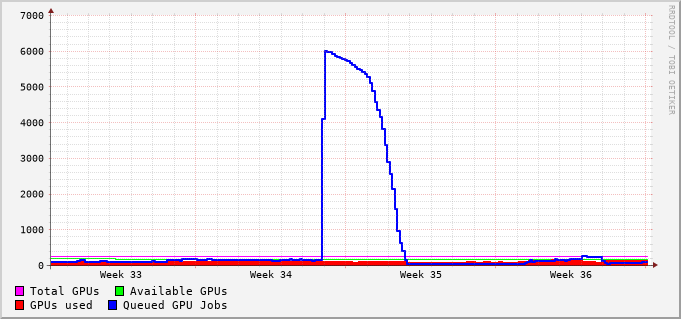 7000
6000
5000
4000
3000
2000
1000
0
Week 33 Week 34 Week 35 Week 36
Total GPUs Available GPUs
GPUs used Queued GPU Jobs
RRDTOOL / TOBI OETIKER